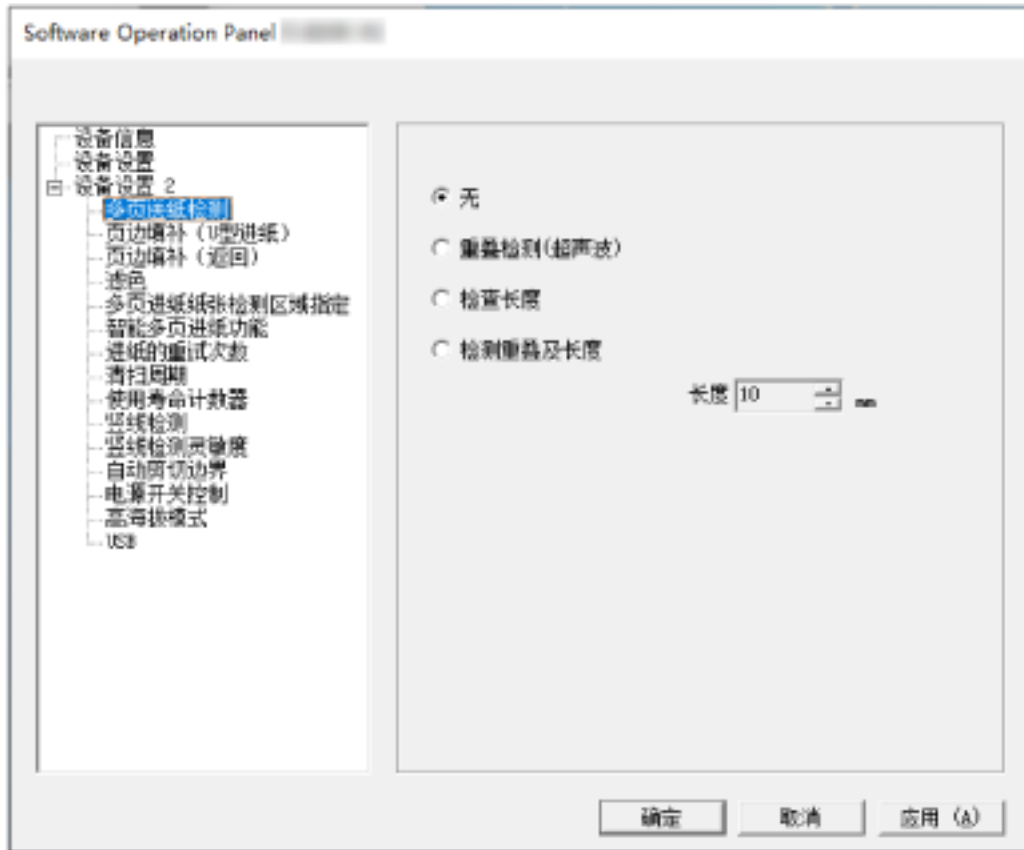 Software Operation Panel
设备信息
设备设置
设备设置 2
多页送纸检测
页边填补（U型进纸）
页边填补（返回）
滤色
多页进纸纸张检测区域指定
智能多页进纸功能
进纸的重试次数
清扫周期
使用寿命计数器
竖线检测
竖线检测灵敏度
自动剪切边界
电源开关控制
高海拔模式
USB
无
重叠检测(超声波)
检查长度
检测重叠及长度
长度 10 mm
确定 取消 应用 (A)